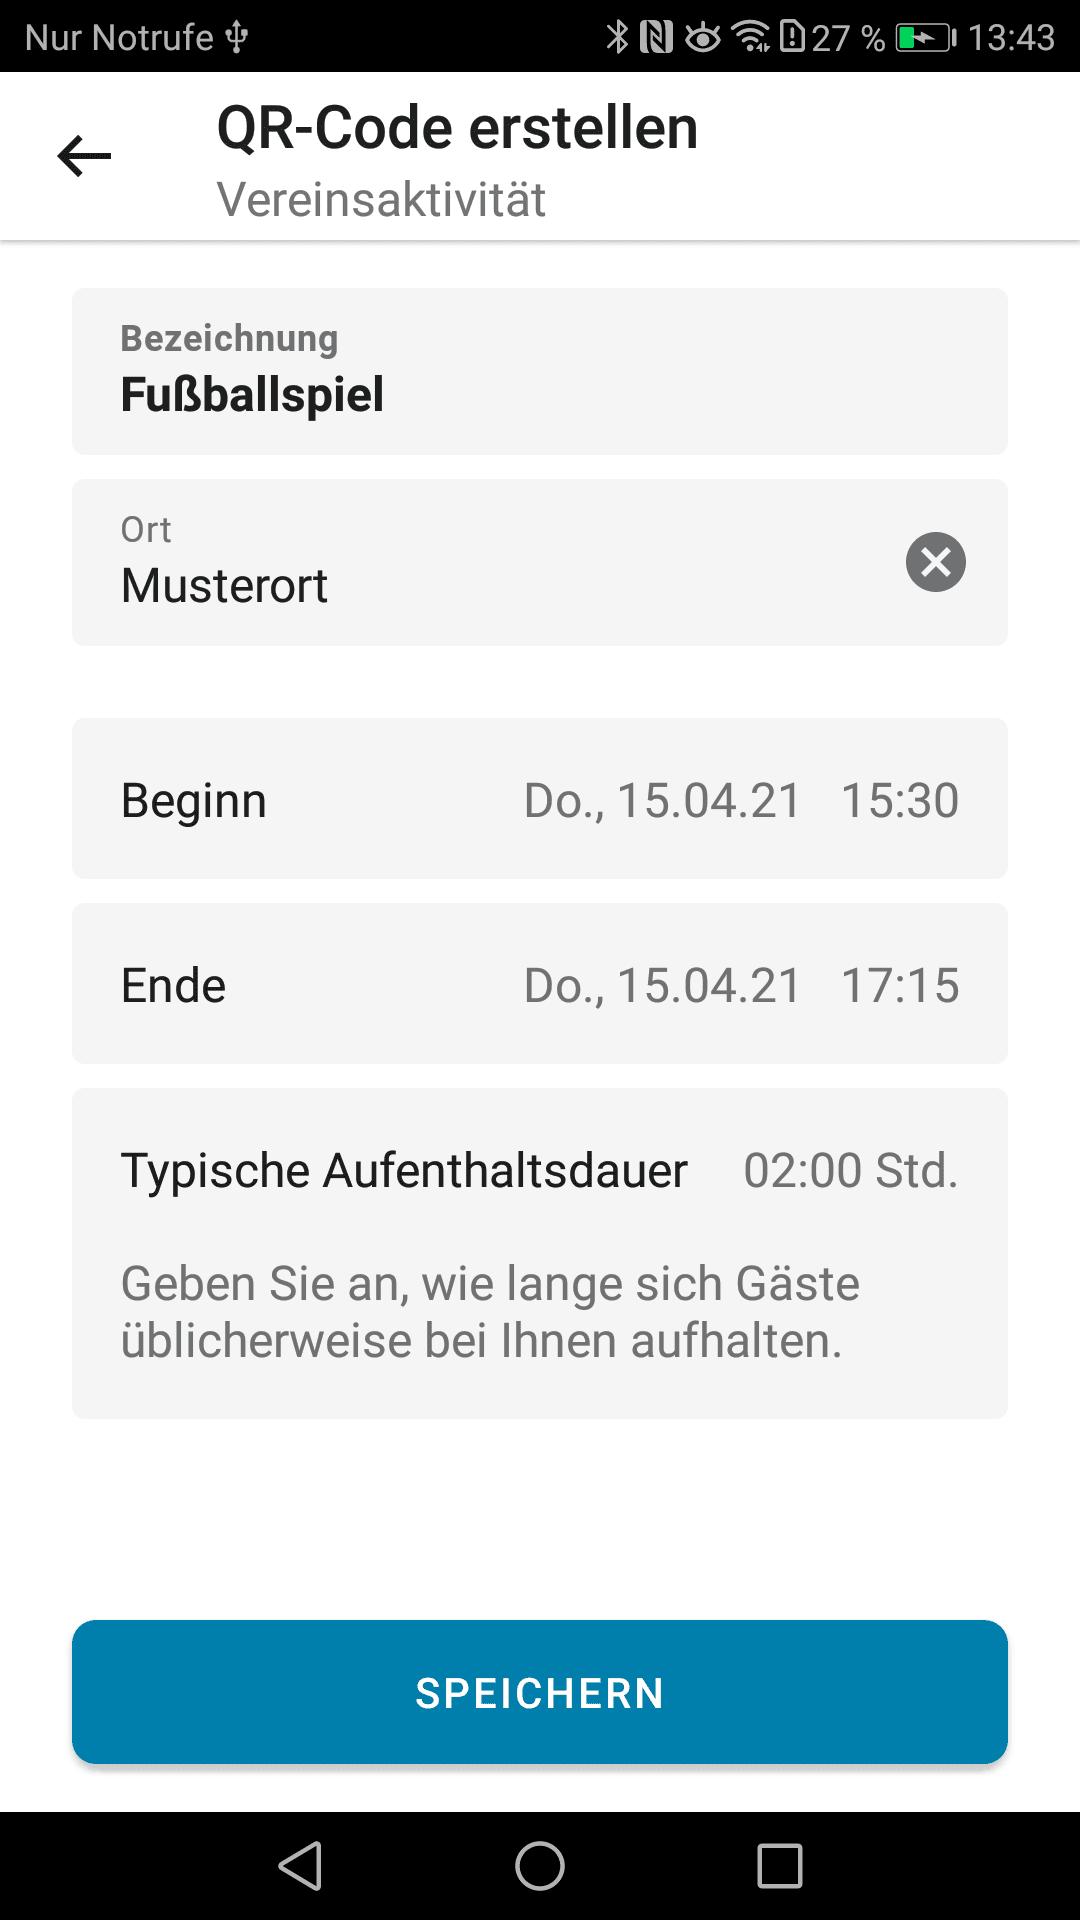 Nur Notrufe 27 % 13:43
QR-Code erstellen
Vereinsaktivität
Bezeichnung
Fußballspiel
Ort
Musterort
Beginn Do., 15.04.21 15:30
Ende Do., 15.04.21 17:15
Typische Aufenthaltsdauer 02:00 Std.
Geben Sie an, wie lange sich Gäste
üblicherweise bei Ihnen aufhalten.
SPEICHERN